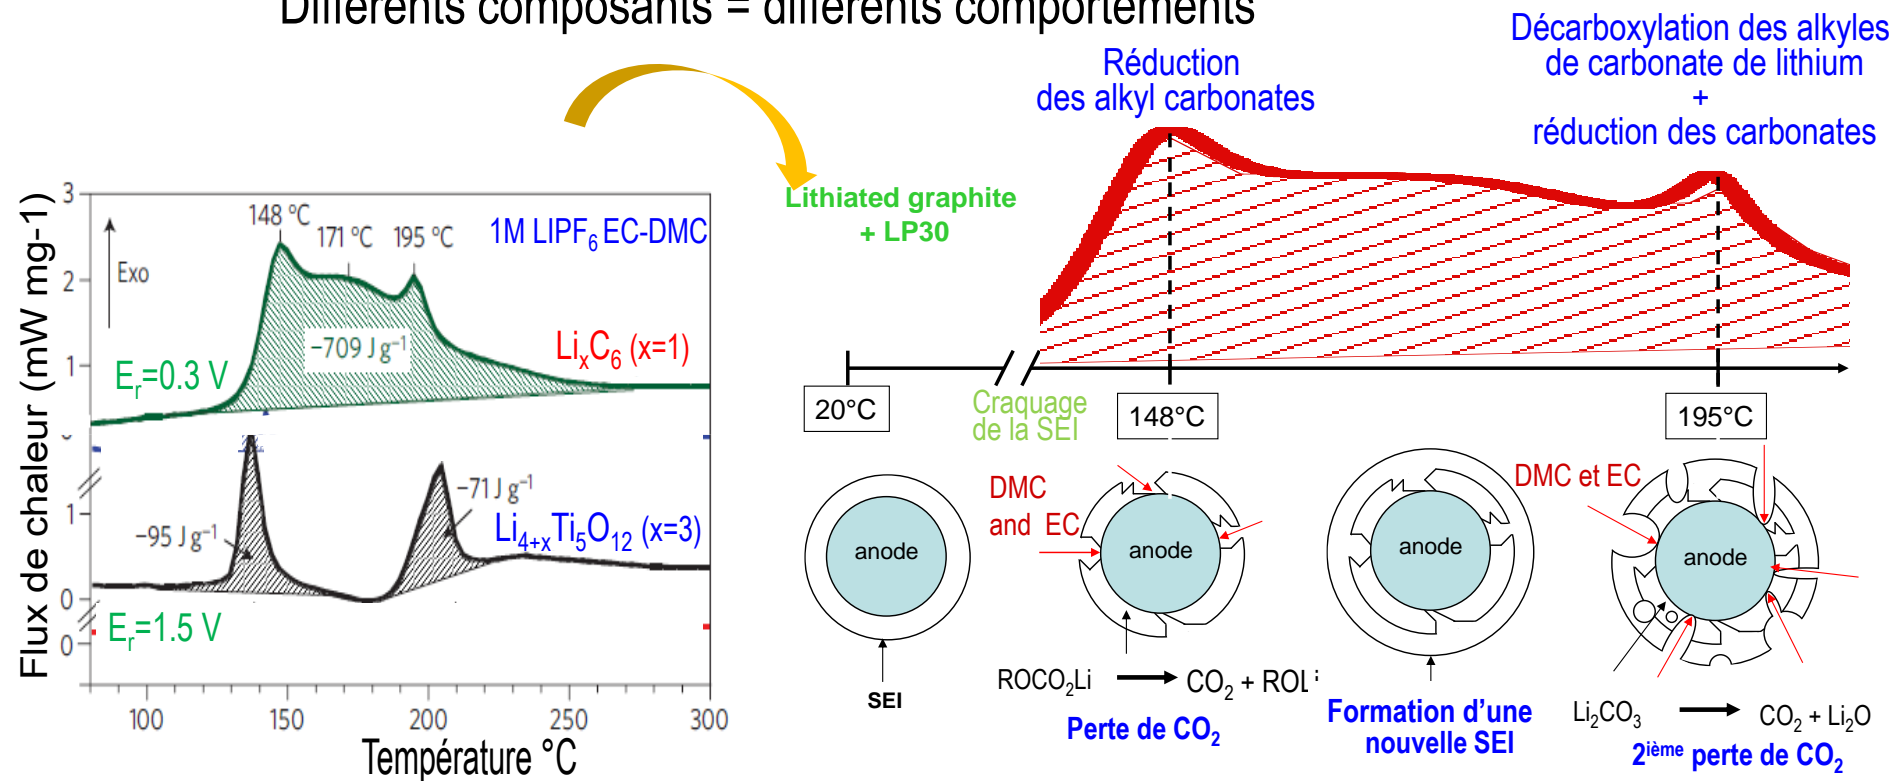 Différents composants = différents comportements
Flux de chaleur (mW mg-1)
3
2
1
1
0
0
Exo
148 °C
171 °C
195 °C
1M LIPF6 EC-DMC
−709 J g−1
LixC6 (x=1)
Er=0.3 V
−95 J g−1
−71 J g−1
Li4+xTi5O12 (x=3)
Er=1.5 V
100
150
200
250
300
Température °C
Lithiated graphite
+ LP30
Réduction
des alkyl carbonates
Décarboxylation des alkyles
de carbonate de lithium
+
réduction des carbonates
20°C
Craquage
de la SEI
148°C
195°C
anode
SEI
DMC
and EC
anode
ROCO2Li
CO2 + ROL
Perte de CO2
anode
Formation d'une
nouvelle SEI
DMC et EC
anode
Li2CO3
CO2 + Li2O
2ième perte de CO2